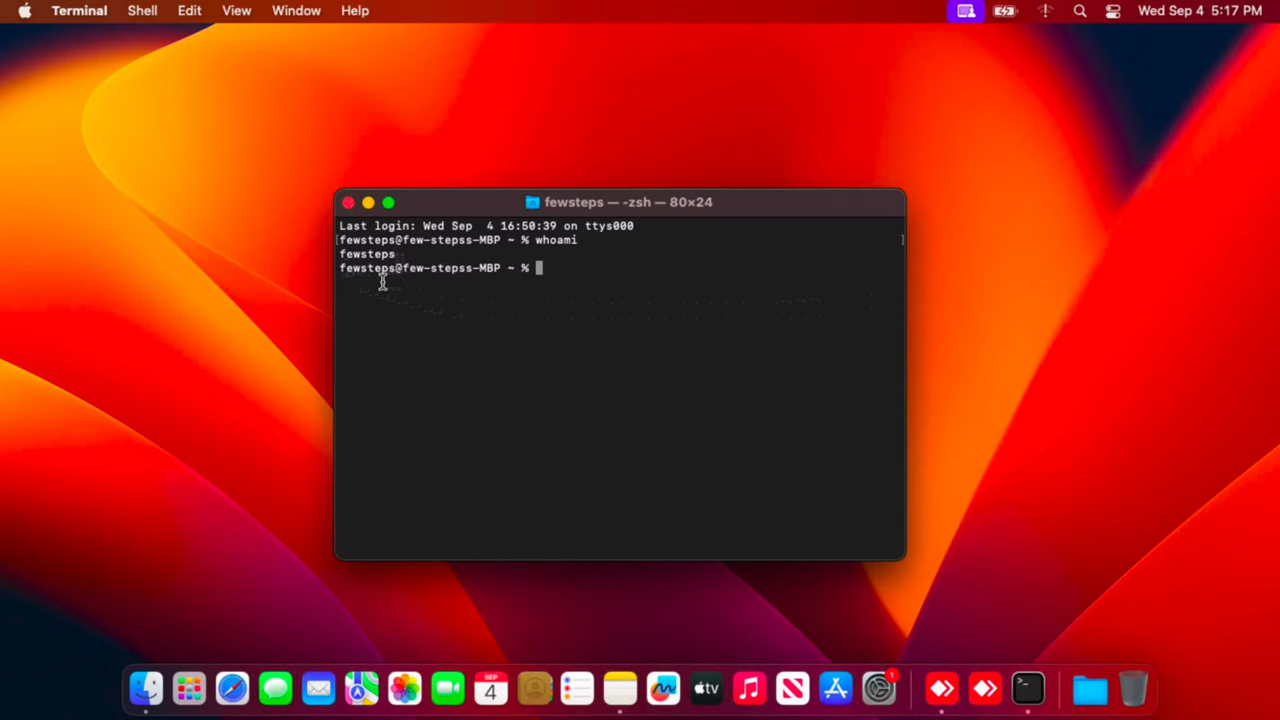 Terminal Shell Edit View Window Help Wed Sep 4 5:17 PM
fewsteps — -zsh — 80×24
Last login: Wed Sep  4 16:50:39 on ttys000
[fewsteps@few-stepss-MBP ~ % whoami ]
fewsteps
fewsteps@few-stepss-MBP ~ %
SEP
4
tv
1
>_